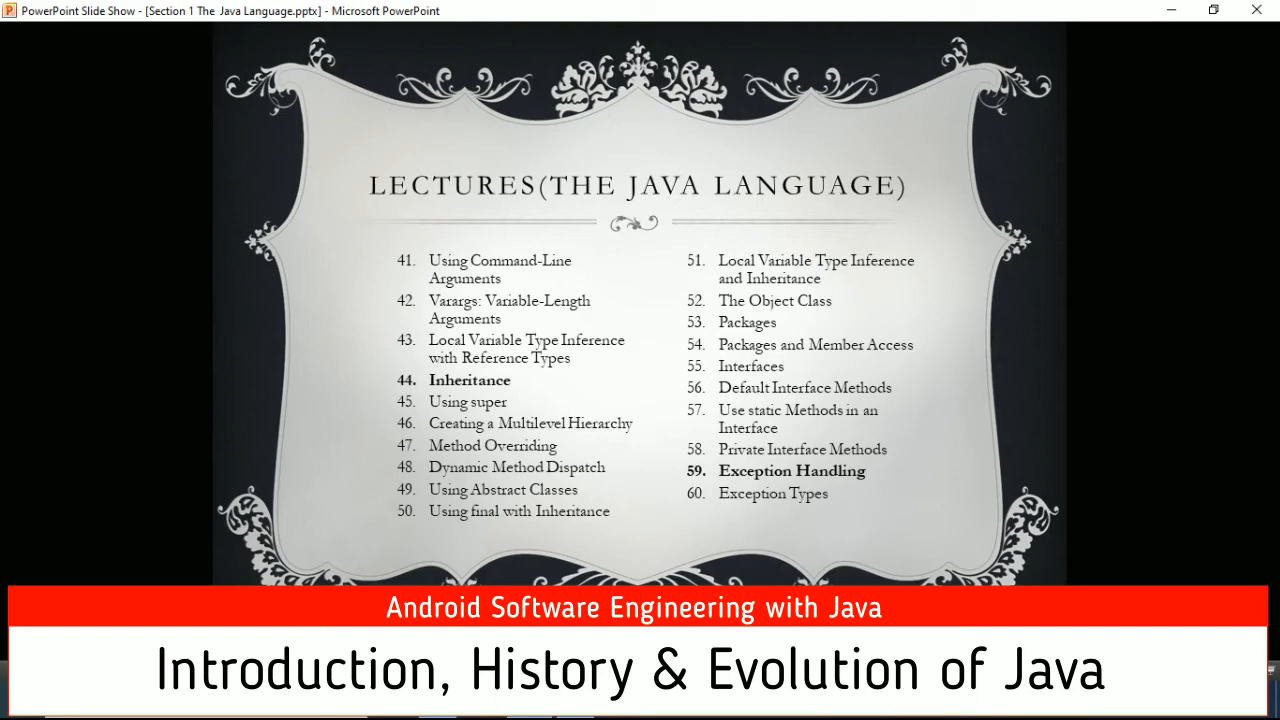 PowerPoint Slide Show - [Section 1 The Java Language.pptx] - Microsoft PowerPoint
LECTURES(THE JAVA LANGUAGE)
41. Using Command-Line
Arguments
42. Varargs: Variable-Length
Arguments
43. Local Variable Type Inference
with Reference Types
44. Inheritance
45. Using super
46. Creating a Multilevel Hierarchy
47. Method Overriding
48. Dynamic Method Dispatch
49. Using Abstract Classes
50. Using final with Inheritance
51. Local Variable Type Inference
and Inheritance
52. The Object Class
53. Packages
54. Packages and Member Access
55. Interfaces
56. Default Interface Methods
57. Use static Methods in an
Interface
58. Private Interface Methods
59. Exception Handling
60. Exception Types
Android Software Engineering with Java
Introduction, History & Evolution of Java